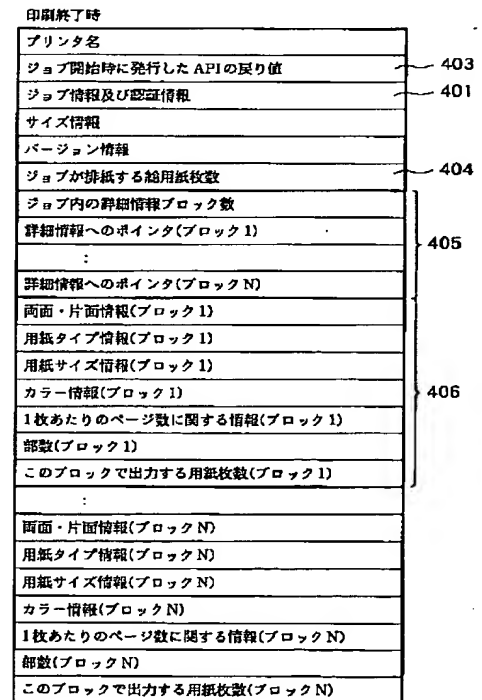 印刷終了時
プリンタ名
ジョブ開始時に発行したAPIの戻り値 403
ジョブ情報及び認証情報 401
サイズ情報
バージョン情報
ジョブが排紙する総用紙枚数 404
ジョブ内の詳細情報ブロック数
詳細情報へのポインタ(ブロック1)
: 405
詳細情報へのポインタ(ブロックN)
両面・片面情報(ブロック1)
用紙タイプ情報(ブロック1)
用紙サイズ情報(ブロック1)
カラー情報(ブロック1) 406
1枚あたりのページ数に関する情報(ブロック1)
部数(ブロック1)
このブロックで出力する用紙枚数(ブロック1)
:
両面・片面情報(ブロックN)
用紙タイプ情報(ブロックN)
用紙サイズ情報(ブロックN)
カラー情報(ブロックN)
1枚あたりのページ数に関する情報(ブロックN)
部数(ブロックN)
このブロックで出力する用紙枚数(ブロックN)